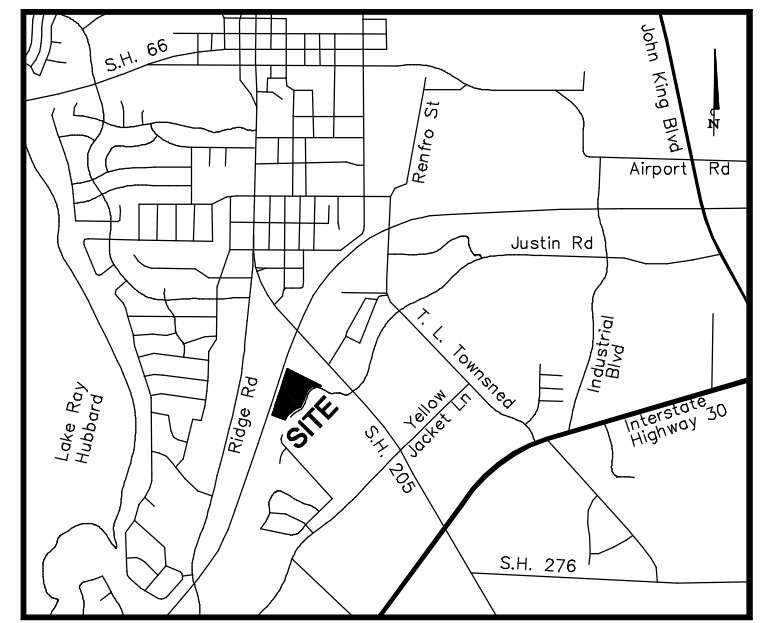 S.H. 66
John King Blvd
Renfro St
N
Airport Rd
Justin Rd
T. L. Townsned
Industrial
Blvd
Lake Ray
Hubbard
Ridge Rd
SITE
Yellow
Jacket Ln
S.H. 205
Interstate
Highway 30
S.H. 276